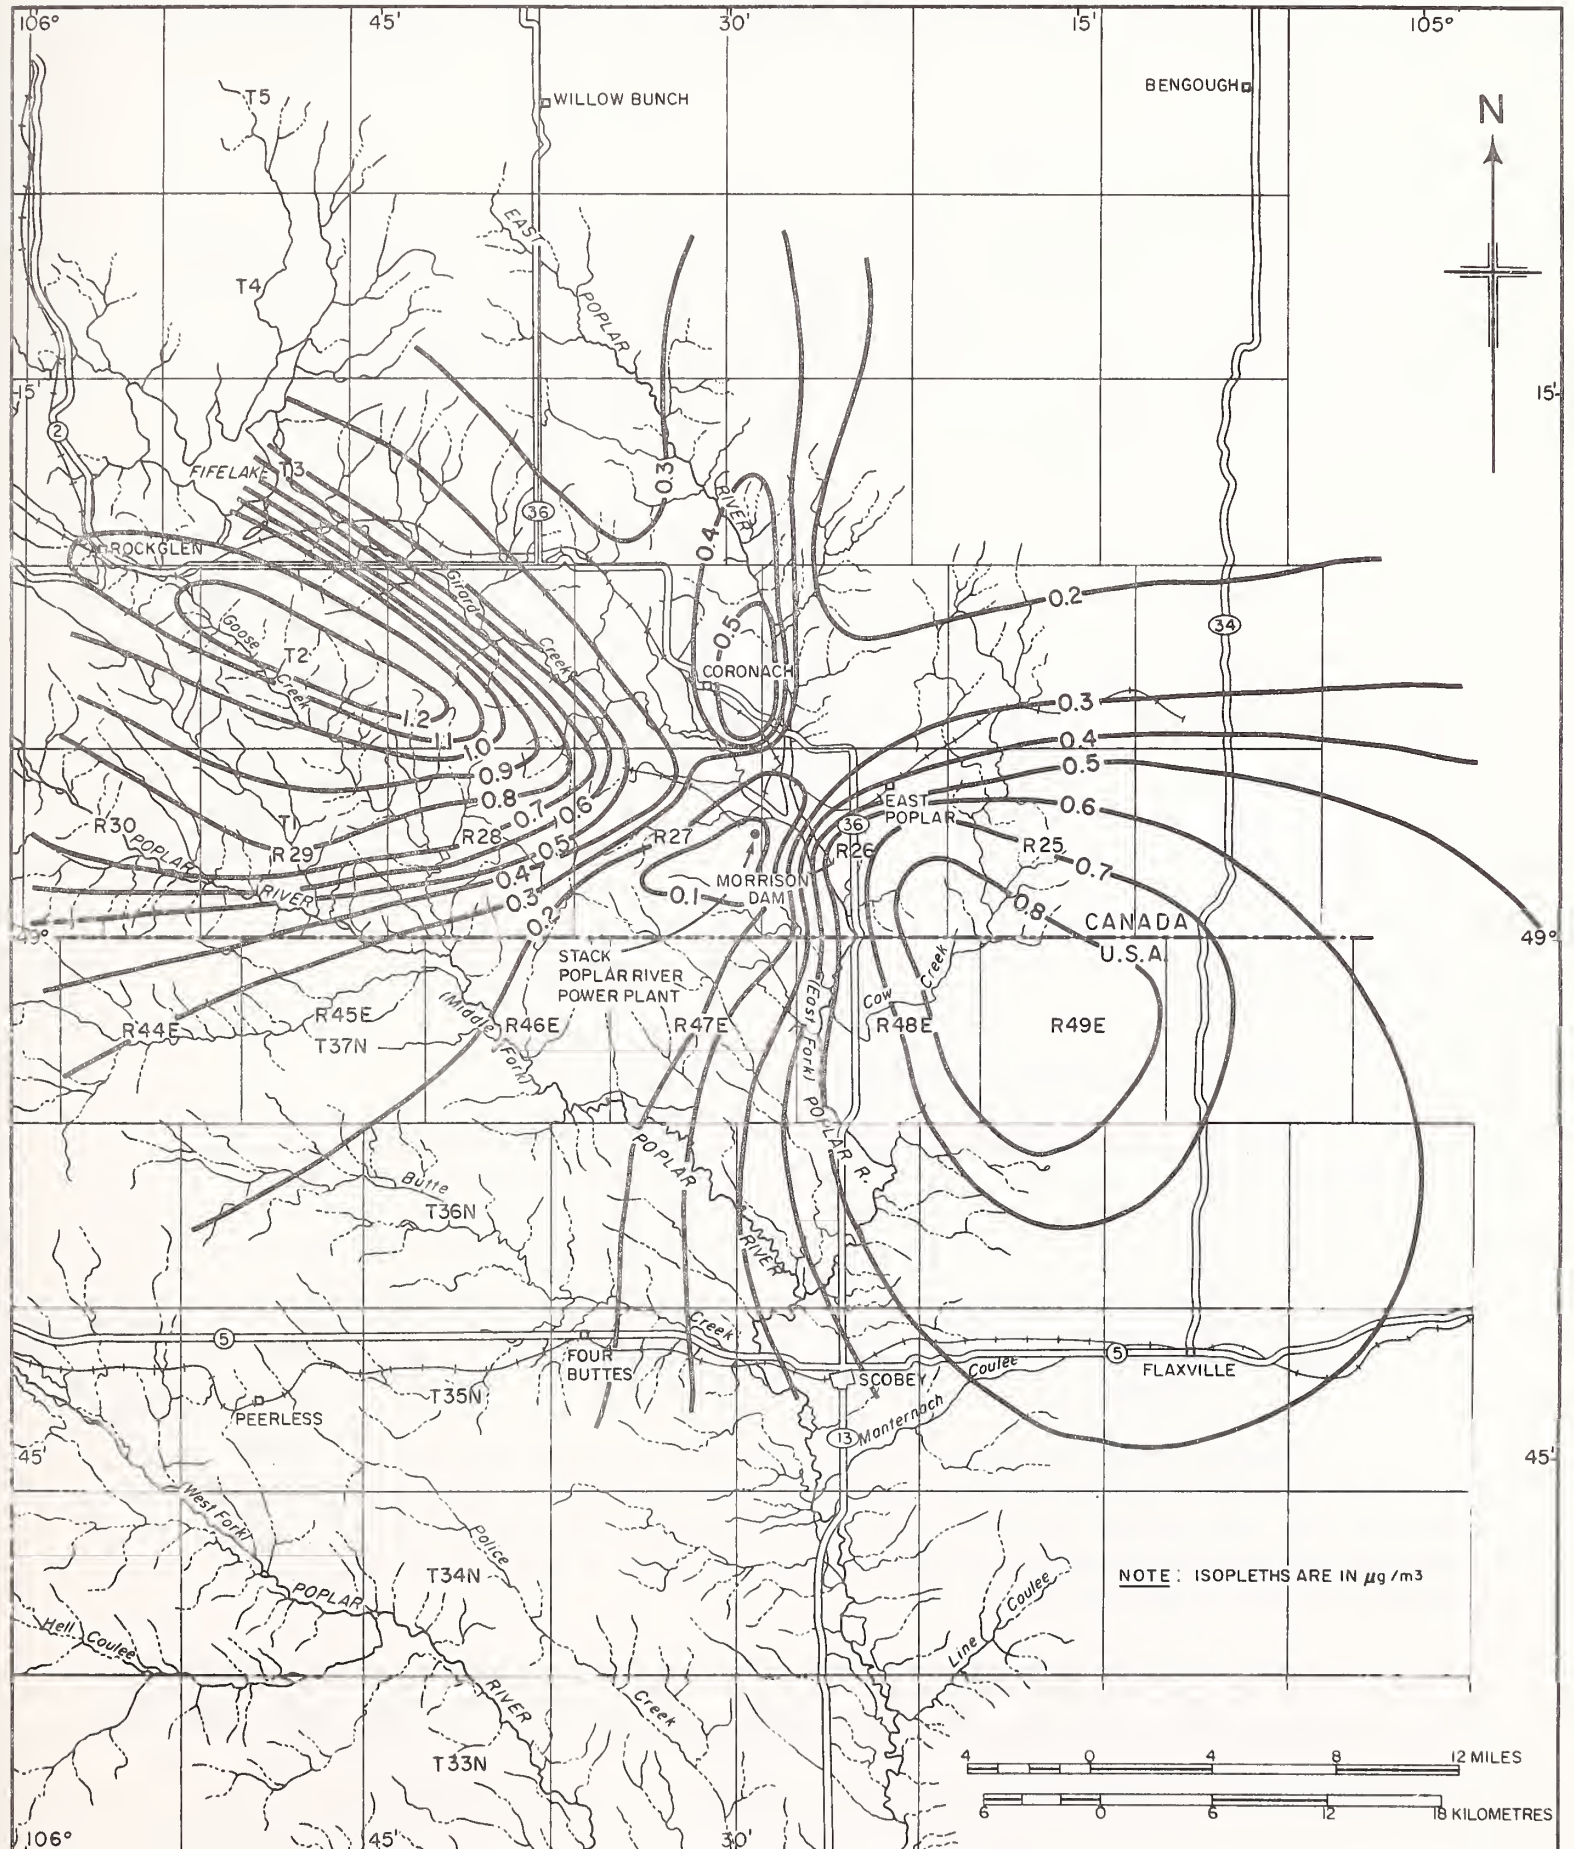 106°
45'
30'
15'
105°
T5
WILLOW BUNCH
BENGOUGH
N
EAST
POPLAR
RIVER
T4
15'
15'
2
FIFE LAKE
T3
36
0.3
0.4
ROCKGLEN
Girard
Creek
0.2
34
Goose
Creek
T2
0.5
CORONACH
0.3
1.2
1.1
1.0
0.9
0.8
0.7
0.6
0.5
0.4
0.3
0.2
0.4
0.5
0.6
EAST
POPLAR
36
R30
POPLAR
RIVER
T1
R29
R28
R27
R26
R25
0.7
0.1
MORRISON
DAM
0.8
CANADA
U.S.A.
49°
49°
STACK
POPLAR RIVER
POWER PLANT
Cow
Creek
R44E
R45E
T37N
(Middle
Fork)
R46E
R47E
(East Fork)
POPLAR R.
R48E
R49E
POPLAR
RIVER
Butte
T36N
Creek
5
FOUR
BUTTES
5
SCOBEY
Coulee
FLAXVILLE
PEERLESS
T35N
13
Manternach
45'
45'
(West Fork)
Police
T34N
NOTE: ISOPLETHS ARE IN µg/m3
POPLAR
Hell Coulee
Line
Coulee
RIVER
Creek
T33N
4 0 4 8 12 MILES
6 0 6 12 18 KILOMETRES
106°
45'
30'